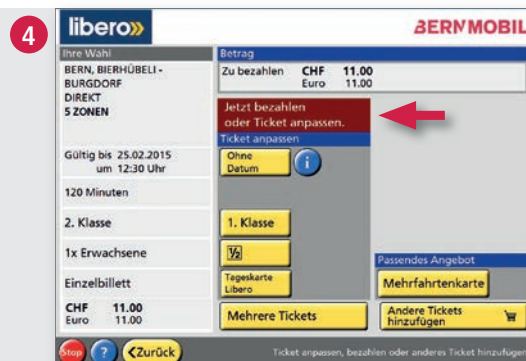 4
libero»
BERNMOBIL
Ihre Wahl
BERN, BIERHÜBELI -
BURGDORF
DIREKT
5 ZONEN
Gültig bis 25.02.2015
um 12:30 Uhr
120 Minuten
2. Klasse
1x Erwachsene
Einzelbillett
CHF 11.00
Euro 11.00
Betrag
Zu bezahlen CHF 11.00
Euro 11.00
Jetzt bezahlen
oder Ticket anpassen.
Ticket anpassen
Ohne
Datum
i
1. Klasse
½
Tageskarte
Libero
Mehrere Tickets
Passendes Angebot
Mehrfahrtenkarte
Andere Tickets
hinzufügen
Stop
?
<Zurück
Ticket anpassen, bezahlen oder anderes Ticket hinzufügen